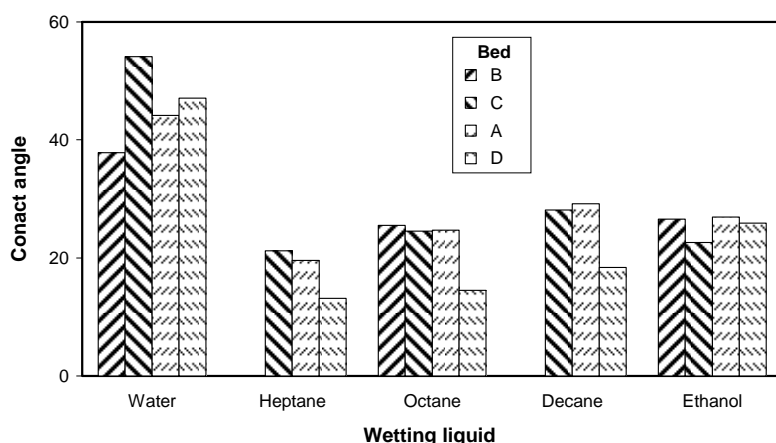 60
40
20
0
Conact angle
Bed
B
C
A
D
Water Heptane Octane Decane Ethanol
Wetting liquid